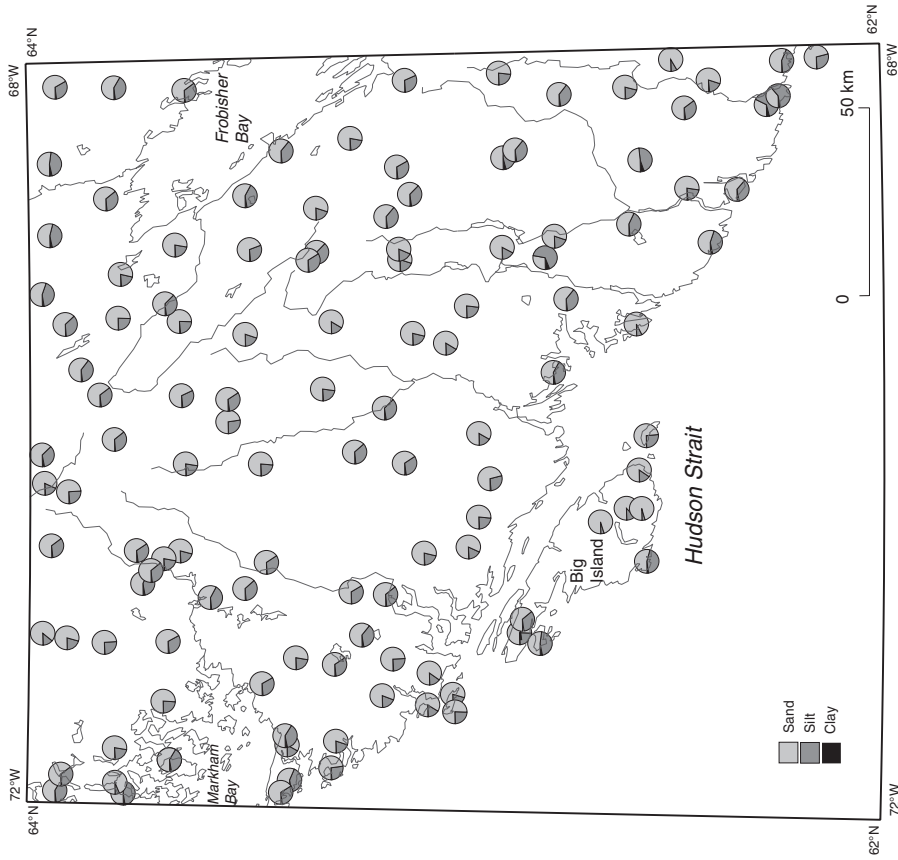 68°W
64°N
62°N
68°W
Frobisher
Bay
50 km
0
Hudson Strait
Big
Island
Sand
Silt
Clay
Markham
Bay
72°W
64°N
62°N
72°W